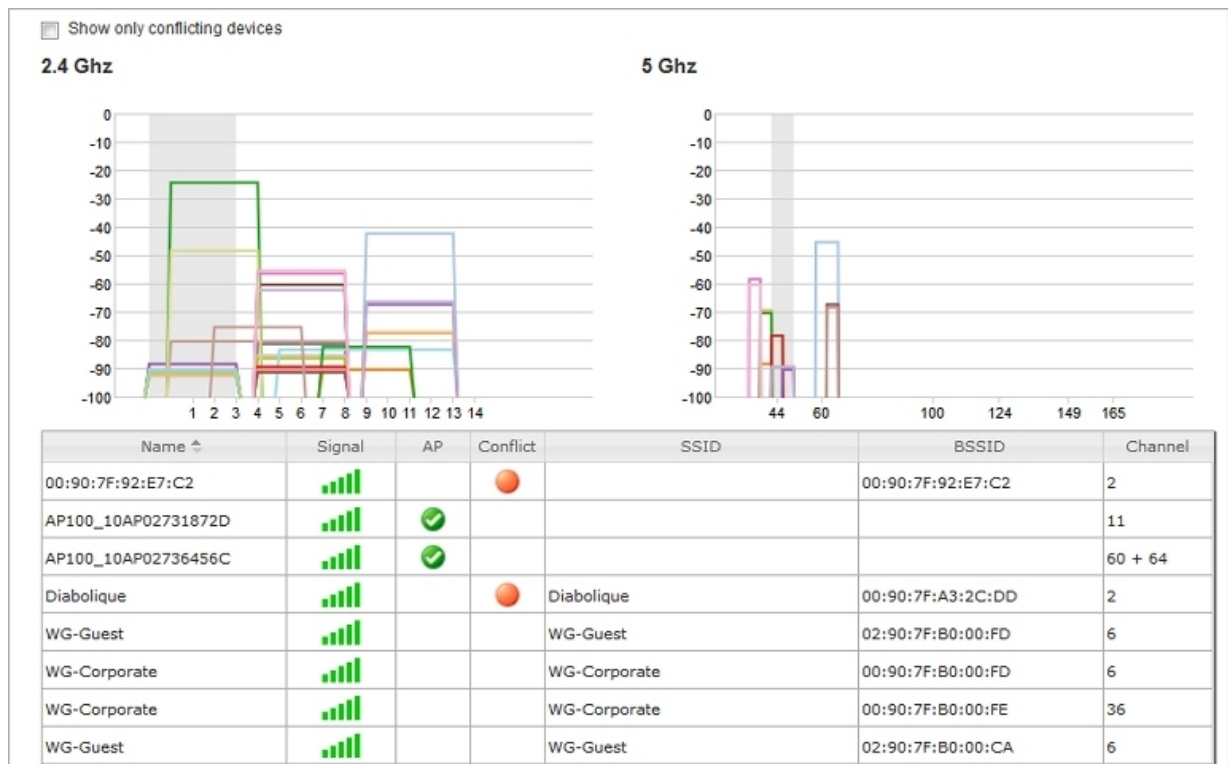 Show only conflicting devices
2.4 Ghz
0
-10
-20
-30
-40
-50
-60
-70
-80
-90
-100
1 2 3 4 5 6 7 8 9 10 11 12 13 14
5 Ghz
0
-10
-20
-30
-40
-50
-60
-70
-80
-90
-100
44 60 100 124 149 165
Name Signal AP Conflict SSID BSSID Channel
00:90:7F:92:E7:C2 00:90:7F:92:E7:C2 2
AP100_10AP02731872D 11
AP100_10AP02736456C 60 + 64
Diabolique Diabolique 00:90:7F:A3:2C:DD 2
WG-Guest WG-Guest 02:90:7F:B0:00:FD 6
WG-Corporate WG-Corporate 00:90:7F:B0:00:FD 6
WG-Corporate WG-Corporate 00:90:7F:B0:00:FE 36
WG-Guest WG-Guest 02:90:7F:B0:00:CA 6